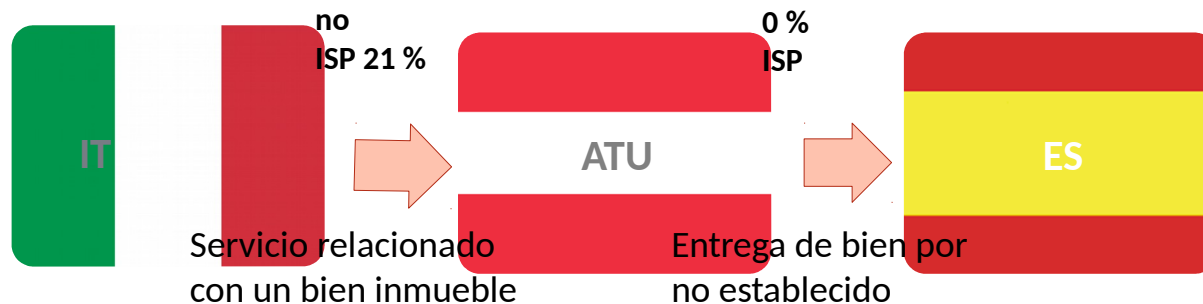 no
ISP 21 %
0 %
ISP
IT
ATU
ES
Servicio relacionado
con un bien inmueble
Entrega de bien por
no establecido